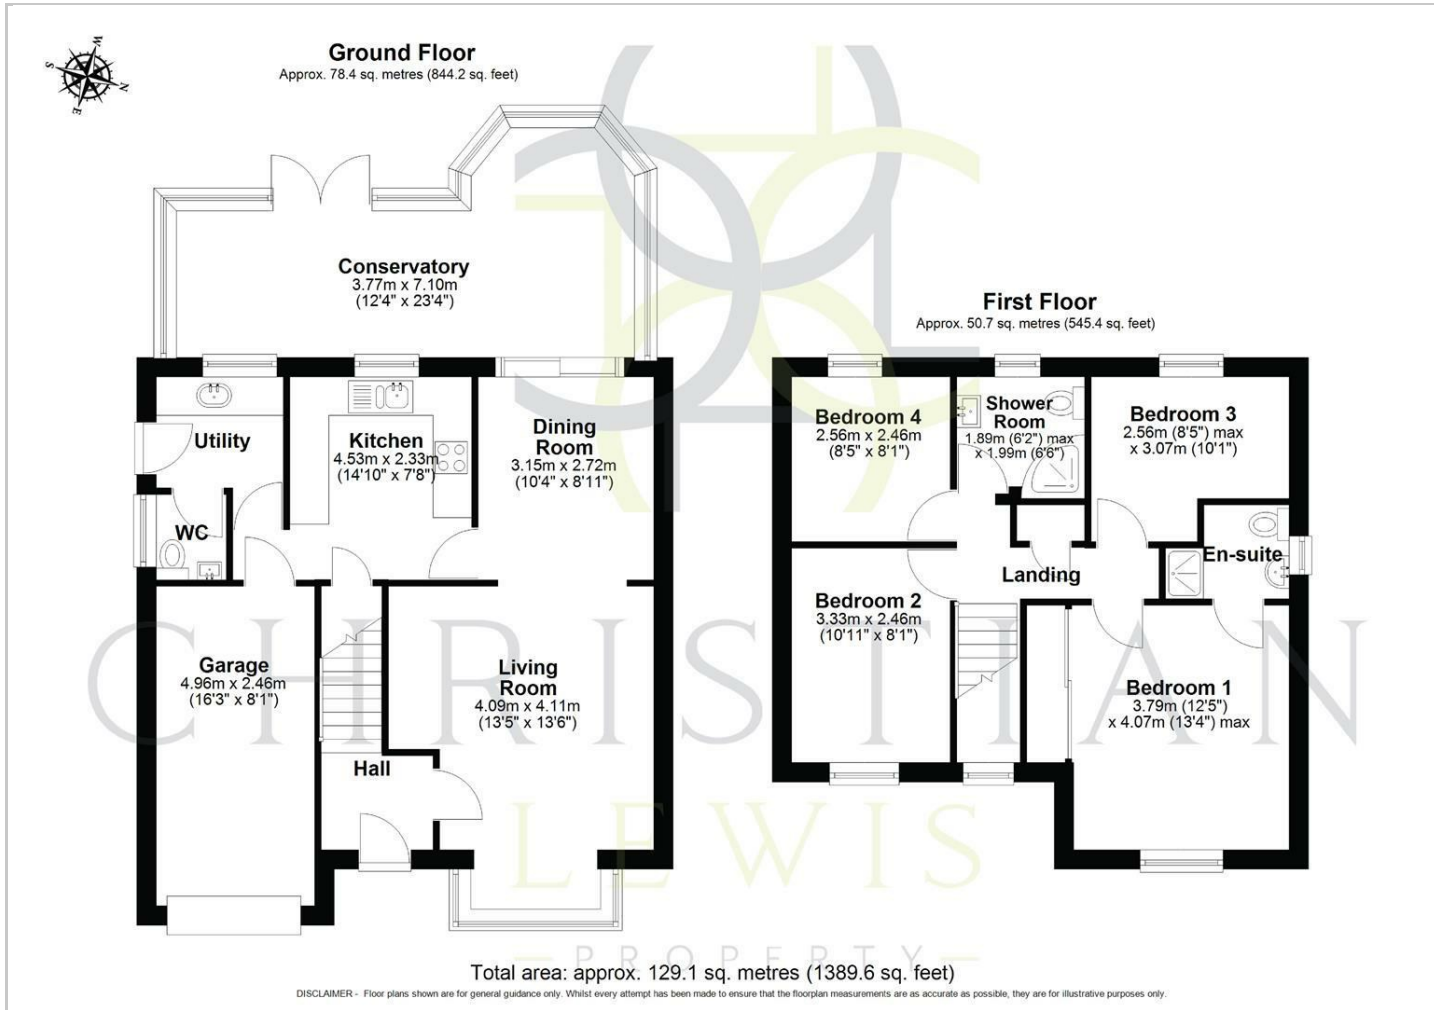 Ground Floor
Approx. 78.4 sq. metres (844.2 sq. feet)
W
S
N
E
Conservatory
3.77m x 7.10m
(12'4" x 23'4")
First Floor
Approx. 50.7 sq. metres (545.4 sq. feet)
Utility
Kitchen
4.53m x 2.33m
(14'10" x 7'8")
Dining
Room
3.15m x 2.72m
(10'4" x 8'11")
WC
Garage
4.96m x 2.46m
(16'3" x 8'1")
Living
Room
4.09m x 4.11m
(13'5" x 13'6")
Hall
Bedroom 4
2.56m x 2.46m
(8'5" x 8'1")
Shower
Room
1.89m (6'2") max
x 1.99m (6'6")
Bedroom 3
2.56m (8'5") max
x 3.07m (10'1")
En-suite
Landing
Bedroom 2
3.33m x 2.46m
(10'11" x 8'1")
Bedroom 1
3.79m (12'5")
x 4.07m (13'4") max
CHRISTIAN
LEWIS
PROPERTY
Total area: approx. 129.1 sq. metres (1389.6 sq. feet)
DISCLAIMER - Floor plans shown are for general guidance only. Whilst every attempt has been made to ensure that the floorplan measurements are as accurate as possible, they are for illustrative purposes only.